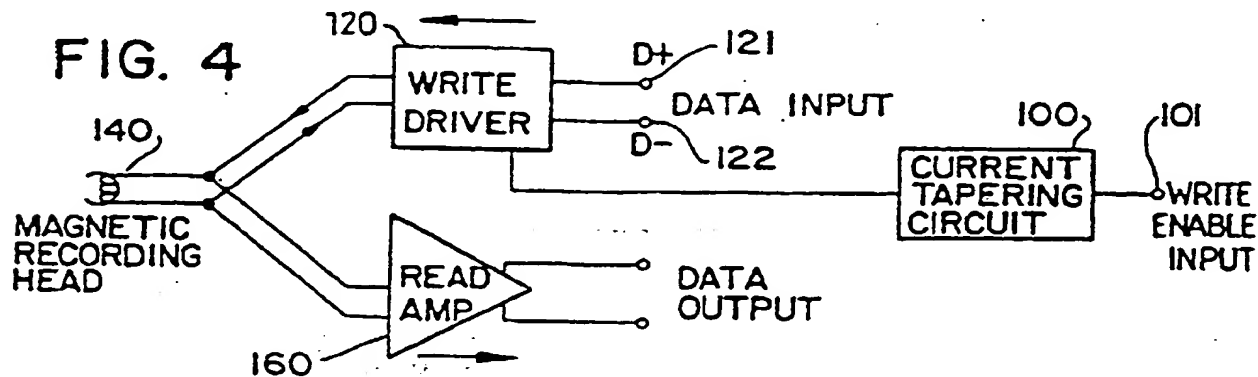 FIG. 4
120
WRITE
DRIVER
D+
121
DATA INPUT
D-
122
140
MAGNETIC
RECORDING
HEAD
100
101
CURRENT
TAPERING
CIRCUIT
WRITE
ENABLE
INPUT
READ
AMP
DATA
OUTPUT
160